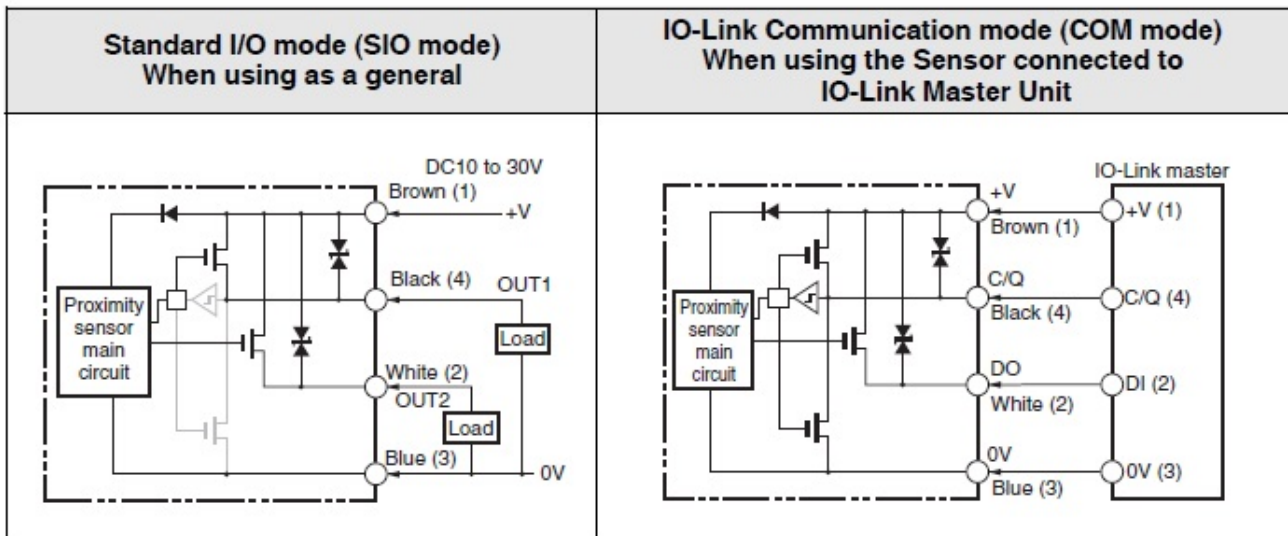 Standard I/O mode (SIO mode)
When using as a general
IO-Link Communication mode (COM mode)
When using the Sensor connected to
IO-Link Master Unit
DC10 to 30V
Brown (1)
+V
Black (4)
OUT1
Proximity
sensor
main
circuit
Load
White (2)
OUT2
Load
Blue (3)
0V
IO-Link master
+V
+V (1)
Brown (1)
C/Q
C/Q (4)
Black (4)
Proximity
sensor
main
circuit
DO
DI (2)
White (2)
0V
0V (3)
Blue (3)